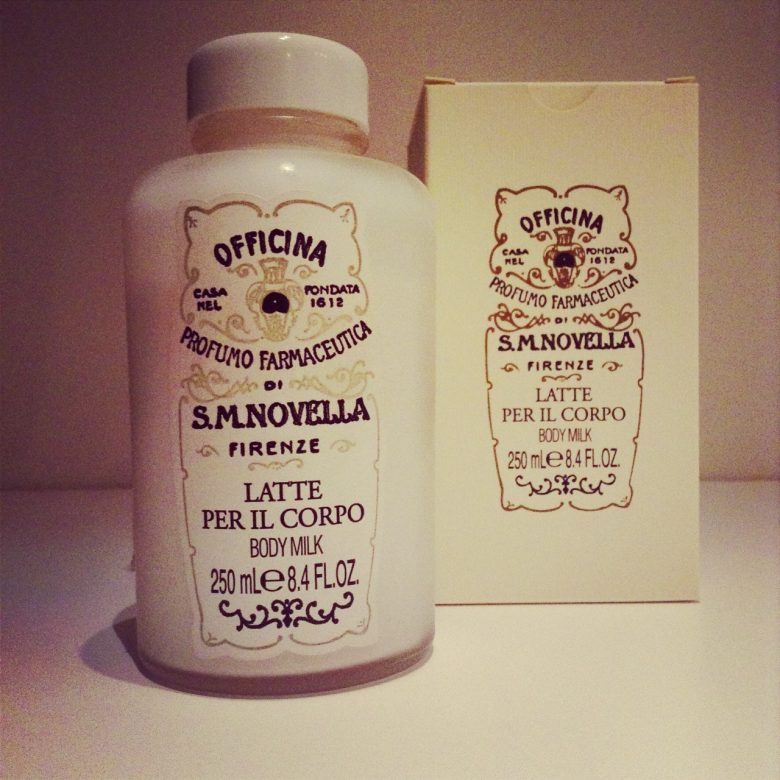 OFFICINA
CASA FONDATA
NEL 1612
PROFUMO FARMACEUTICA
DI
S.M.NOVELLA
FIRENZE
LATTE
PER IL CORPO
BODY MILK
250 mL℮8.4 FL.OZ.
OFFICINA
CASA FONDATA
NEL 1612
PROFUMO FARMACEUTICA
DI
S.M.NOVELLA
FIRENZE
LATTE
PER IL CORPO
BODY MILK
250 mL℮8.4 FL.OZ.